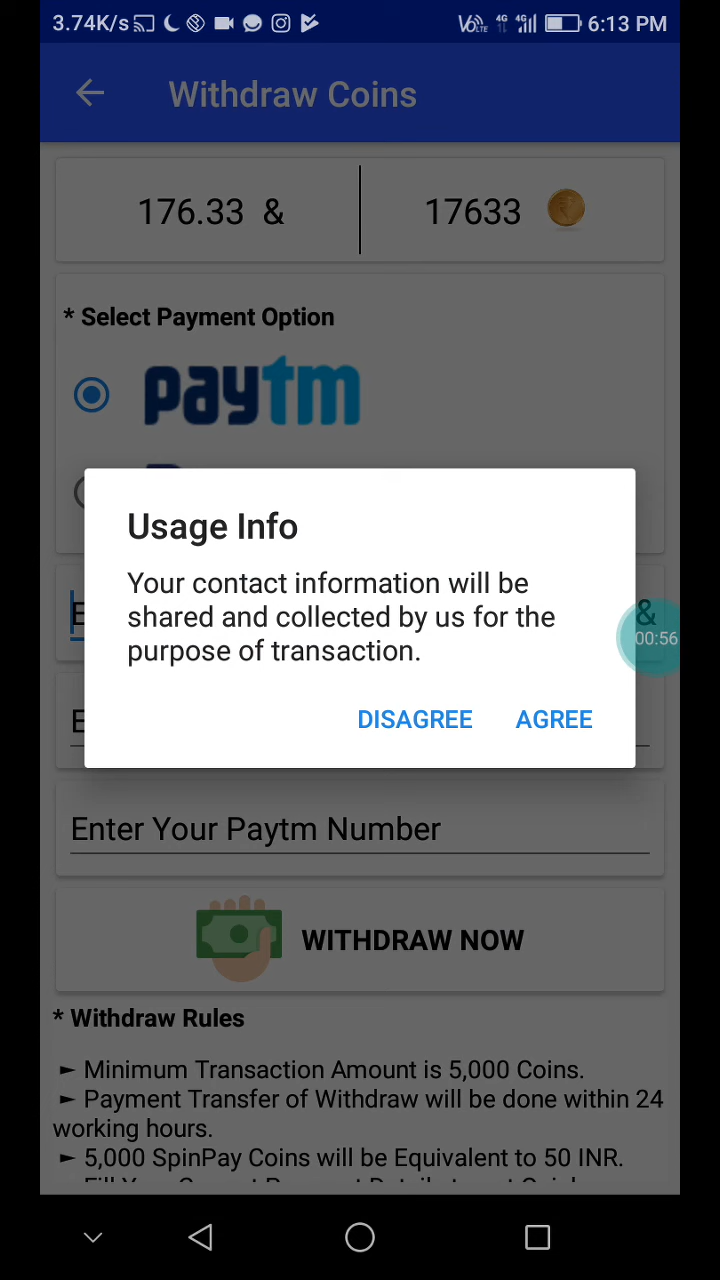 3.74K/s 4G 4G 6:13 PM
VoLTE
Withdraw Coins
176.33 & 17633
* Select Payment Option
paytm
Usage Info
Your contact information will be
shared and collected by us for the
purpose of transaction.
&
00:56
DISAGREE AGREE
Enter Your Paytm Number
WITHDRAW NOW
* Withdraw Rules
► Minimum Transaction Amount is 5,000 Coins.
► Payment Transfer of Withdraw will be done within 24
working hours.
► 5,000 SpinPay Coins will be Equivalent to 50 INR.